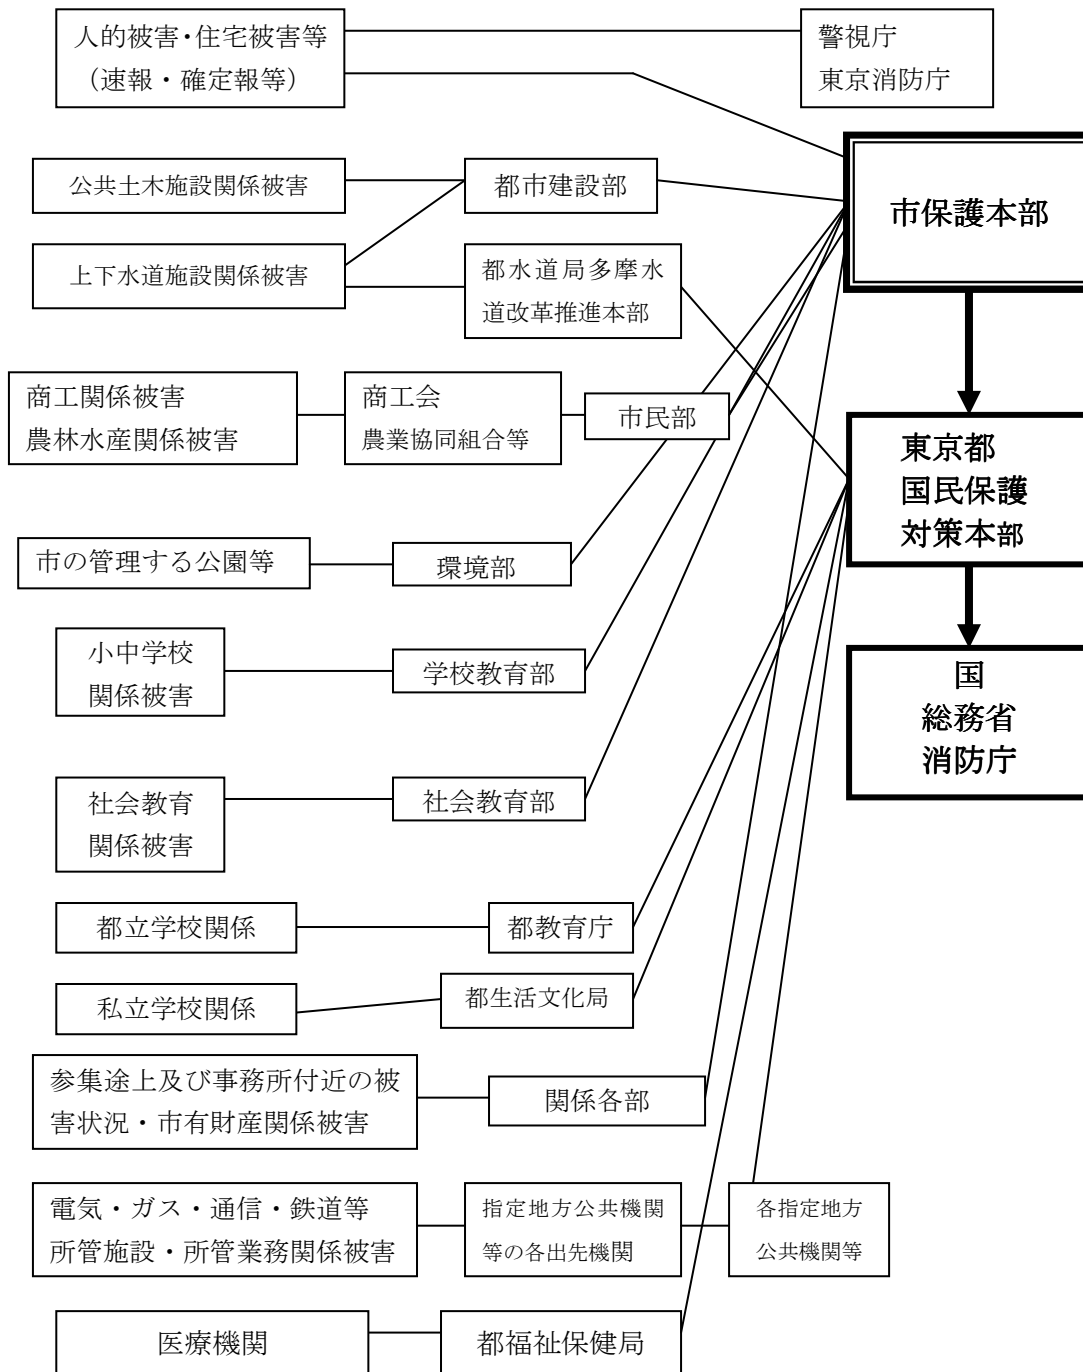 人的被害・住宅被害等
（速報・確定報等）
警視庁
東京消防庁
公共土木施設関係被害
都市建設部
市保護本部
上下水道施設関係被害
都水道局多摩水
道改革推進本部
商工関係被害
農林水産関係被害
商工会
農業協同組合等
市民部
東京都
国民保護
対策本部
市の管理する公園等
環境部
小中学校
関係被害
学校教育部
国
総務省
消防庁
社会教育
関係被害
社会教育部
都立学校関係
都教育庁
私立学校関係
都生活文化局
参集途上及び事務所付近の被
害状況・市有財産関係被害
関係各部
電気・ガス・通信・鉄道等
所管施設・所管業務関係被害
指定地方公共機関
等の各出先機関
各指定地方
公共機関等
医療機関
都福祉保健局